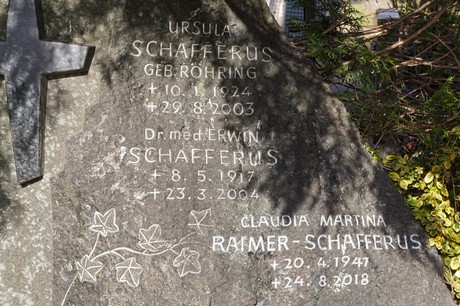 URSULA
SCHAFFERUS
GEB. RÖHRING
+ 10. 1. 1924
+ 29. 8. 2003
Dr. med. ERWIN
SCHAFFERUS
+ 8. 5. 1917
+ 23. 3. 2004
CLAUDIA MARTINA
RAIMER-SCHAFFERUS
+ 20. 4. 1947
+ 24. 8. 2018